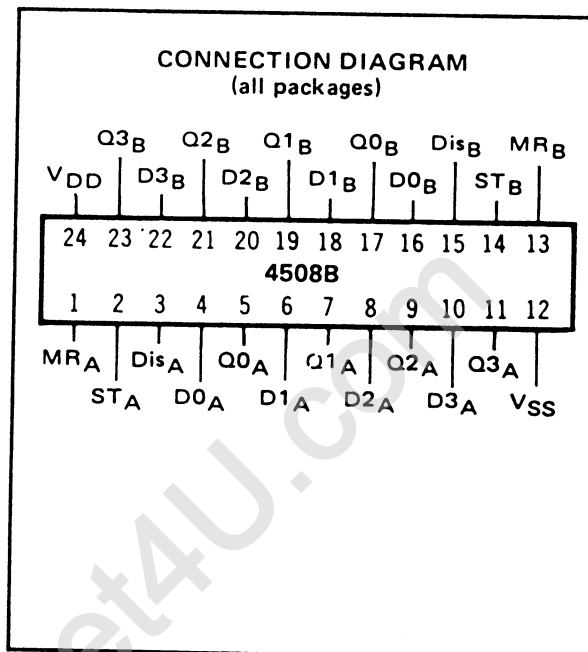 CONNECTION DIAGRAM
(all packages)
Q3B Q2B Q1B Q0B DisB MRB
VDD D3B D2B D1B D0B STB
24 23 22 21 20 19 18 17 16 15 14 13
4508B
1 2 3 4 5 6 7 8 9 10 11 12
MRA DisA Q0A Q1A Q2A Q3A
STA D0A D1A D2A D3A VSS
et4U.com